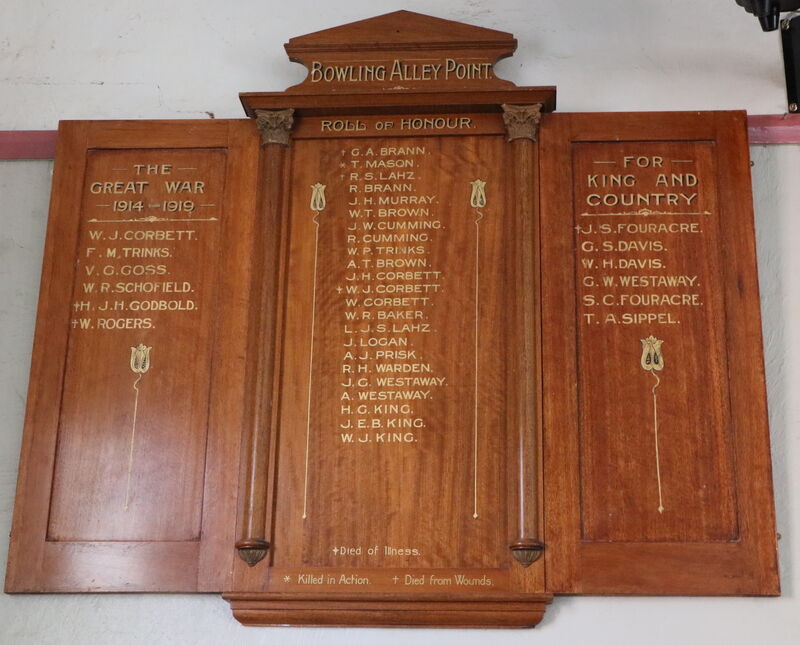 BOWLING ALLEY POINT.
ROLL OF HONOUR.
THE
GREAT WAR
1914-1919
W. J. CORBETT.
F. M. TRINKS.
V. G. GOSS.
W. R. SCHOFIELD.
†H. J. H. GODBOLD.
†W. ROGERS.
† G. A. BRANN.
* T. MASON.
† R. S. LAHZ.
R. BRANN.
J. H. MURRAY.
W. T. BROWN.
J. W. CUMMING.
R. CUMMING.
W. P. TRINKS.
A. T. BROWN.
J. H. CORBETT.
†W. J. CORBETT.
W. CORBETT.
W. R. BAKER.
L. J. S. LAHZ.
J. LOGAN.
A. J. PRISK.
R. H. WARDEN.
J. G. WESTAWAY.
A. WESTAWAY.
H. G. KING.
J. E. B. KING.
W. J. KING.
†Died of Illness.
* Killed in Action. † Died from Wounds.
FOR
KING AND
COUNTRY
†J. S. FOURACRE.
G. S. DAVIS.
W. H. DAVIS.
G. W. WESTAWAY.
S. C. FOURACRE.
T. A. SIPPEL.